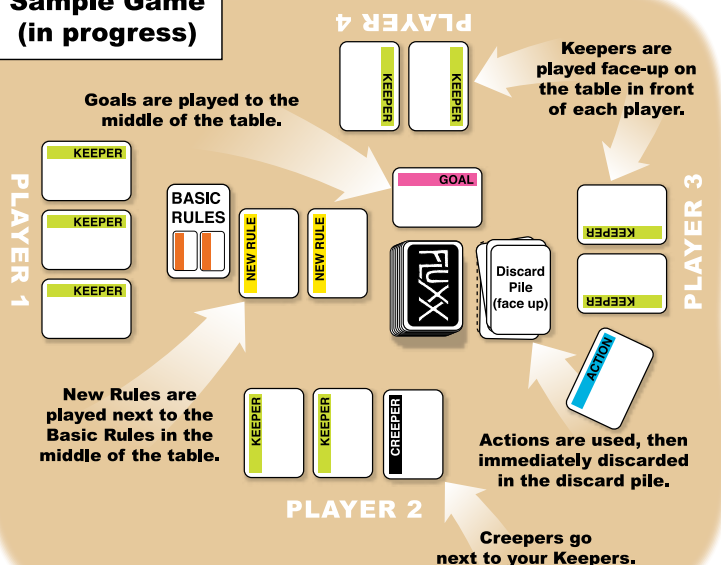 Sample Game
(in progress)
PLAYER 4
KEEPER
KEEPER
Keepers are
played face-up on
the table in front
of each player.
Goals are played to the
middle of the table.
PLAYER 1
KEEPER
KEEPER
KEEPER
BASIC
RULES
NEW RULE
NEW RULE
GOAL
FLUXX
Discard
Pile
(face up)
KEEPER
KEEPER
PLAYER 3
ACTION
New Rules are
played next to the
Basic Rules in the
middle of the table.
KEEPER
KEEPER
CREEPER
PLAYER 2
Actions are used, then
immediately discarded
in the discard pile.
Creepers go
next to your Keepers.